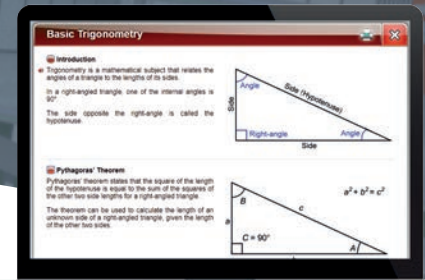 Basic Trigonometry
Introduction
Trigonometry is a mathematical subject that relates the
angles of a triangle to the lengths of its sides.
In a right-angled triangle, one of the internal angles is
90°.
The side opposite the right-angle is called the
hypotenuse.
Angle
Side (Hypotenuse)
Side
Right-angle
Angle
Side
Pythagoras' Theorem
Pythagoras' theorem states that the square of the length
of the hypotenuse is equal to the sum of the squares of
the other two side lengths for a right-angled triangle.
The theorem can be used to calculate the length of an
unknown side of a right-angled triangle, given the length
of the other two sides.
B
c
a² + b² = c²
a
C = 90°
A